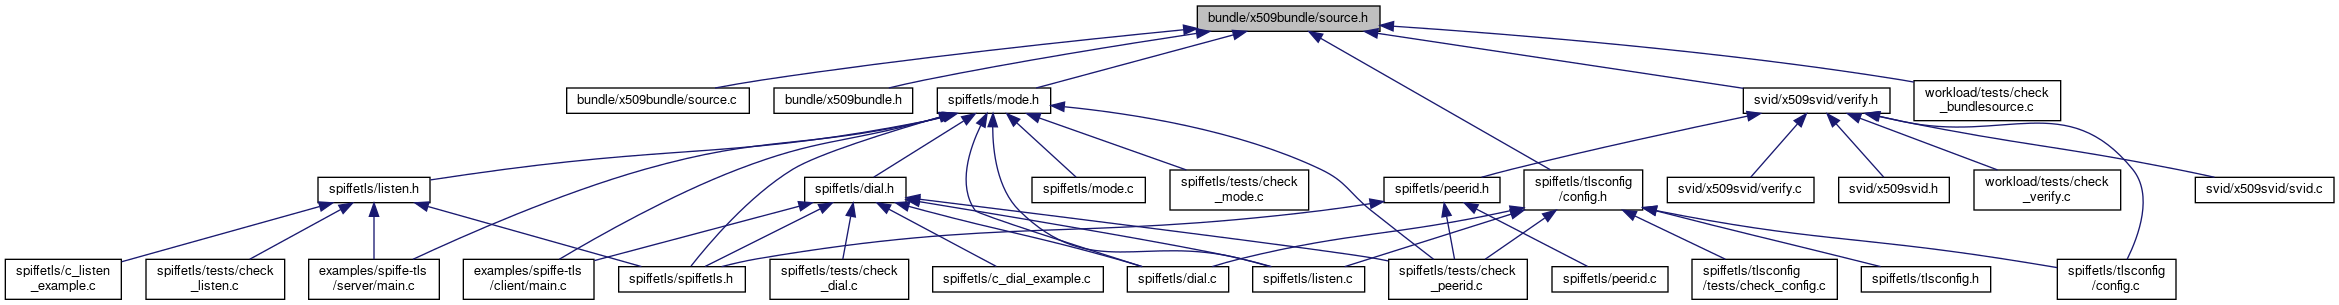 bundle/x509bundle/source.h
bundle/x509bundle/source.c
bundle/x509bundle.h
spiffetls/mode.h
svid/x509svid/verify.h
workload/tests/check
_bundlesource.c
spiffetls/listen.h
spiffetls/dial.h
spiffetls/mode.c
spiffetls/tests/check
_mode.c
spiffetls/peerid.h
spiffetls/tlsconfig
/config.h
svid/x509svid/verify.c
svid/x509svid.h
workload/tests/check
_verify.c
svid/x509svid/svid.c
spiffetls/c_listen
_example.c
spiffetls/tests/check
_listen.c
examples/spiffe-tls
/server/main.c
examples/spiffe-tls
/client/main.c
spiffetls/spiffetls.h
spiffetls/tests/check
_dial.c
spiffetls/c_dial_example.c
spiffetls/dial.c
spiffetls/listen.c
spiffetls/tests/check
_peerid.c
spiffetls/peerid.c
spiffetls/tlsconfig
/tests/check_config.c
spiffetls/tlsconfig.h
spiffetls/tlsconfig
/config.c